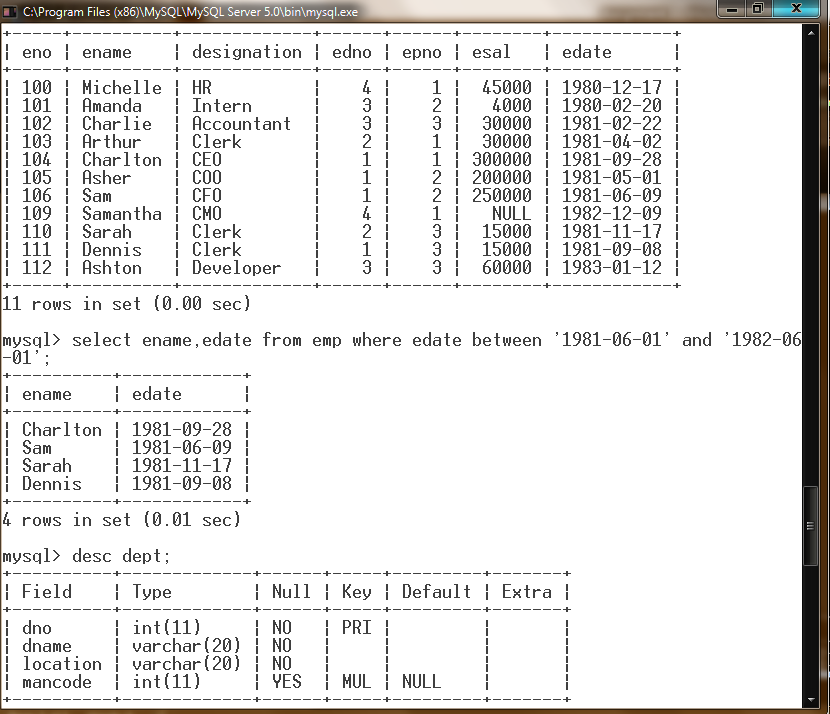 C:\Program Files (x86)\MySQL\MySQL Server 5.0\bin\mysql.exe
+-----+----------+-------------+------+------+--------+------------+
| eno | ename    | designation | edno | epno | esal   | edate      |
+-----+----------+-------------+------+------+--------+------------+
| 100 | Michelle | HR          |    4 |    1 |  45000 | 1980-12-17 |
| 101 | Amanda   | Intern      |    3 |    2 |   4000 | 1980-02-20 |
| 102 | Charlie  | Accountant  |    3 |    3 |  30000 | 1981-02-22 |
| 103 | Arthur   | Clerk       |    2 |    1 |  30000 | 1981-04-02 |
| 104 | Charlton | CEO         |    1 |    1 | 300000 | 1981-09-28 |
| 105 | Asher    | COO         |    1 |    2 | 200000 | 1981-05-01 |
| 106 | Sam      | CFO         |    1 |    2 | 250000 | 1981-06-09 |
| 109 | Samantha | CMO         |    4 |    1 |   NULL | 1982-12-09 |
| 110 | Sarah    | Clerk       |    2 |    3 |  15000 | 1981-11-17 |
| 111 | Dennis   | Clerk       |    1 |    3 |  15000 | 1981-09-08 |
| 112 | Ashton   | Developer   |    3 |    3 |  60000 | 1983-01-12 |
+-----+----------+-------------+------+------+--------+------------+
11 rows in set (0.00 sec)
mysql> select ename,edate from emp where edate between '1981-06-01' and '1982-06
-01';
+----------+------------+
| ename    | edate      |
+----------+------------+
| Charlton | 1981-09-28 |
| Sam      | 1981-06-09 |
| Sarah    | 1981-11-17 |
| Dennis   | 1981-09-08 |
+----------+------------+
4 rows in set (0.01 sec)
mysql> desc dept;
+----------+-------------+------+-----+---------+-------+
| Field    | Type        | Null | Key | Default | Extra |
+----------+-------------+------+-----+---------+-------+
| dno      | int(11)     | NO   | PRI |         |       |
| dname    | varchar(20) | NO   |     |         |       |
| location | varchar(20) | NO   |     |         |       |
| mancode  | int(11)     | YES  | MUL | NULL    |       |
+----------+-------------+------+-----+---------+-------+